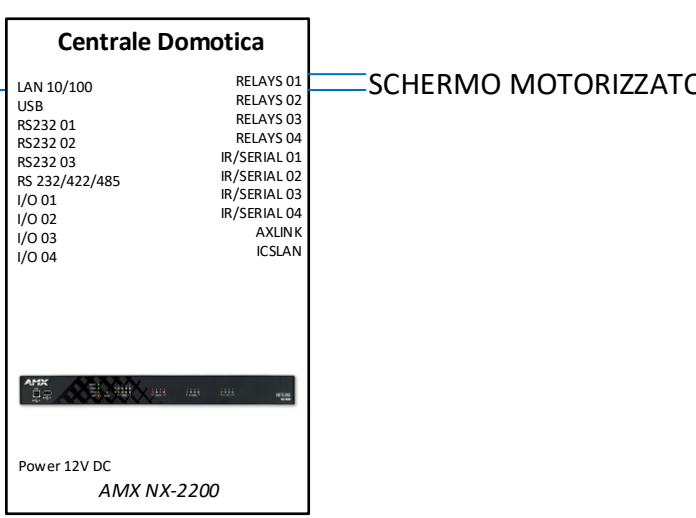 Centrale Domotica
LAN 10/100
USB
RS232 01
RS232 02
RS232 03
RS 232/422/485
I/O 01
I/O 02
I/O 03
I/O 04
RELAYS 01
RELAYS 02
RELAYS 03
RELAYS 04
IR/SERIAL 01
IR/SERIAL 02
IR/SERIAL 03
IR/SERIAL 04
AXLINK
ICSLAN
SCHERMO MOTORIZZATO
AMX
Power 12V DC
AMX NX-2200